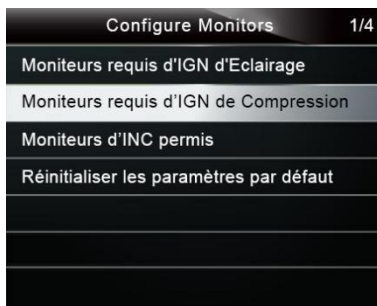 Configure Monitors 1/4
Moniteurs requis d'IGN d'Eclairage
Moniteurs requis d'IGN de Compression
Moniteurs d'INC permis
Réinitialiser les paramètres par défaut